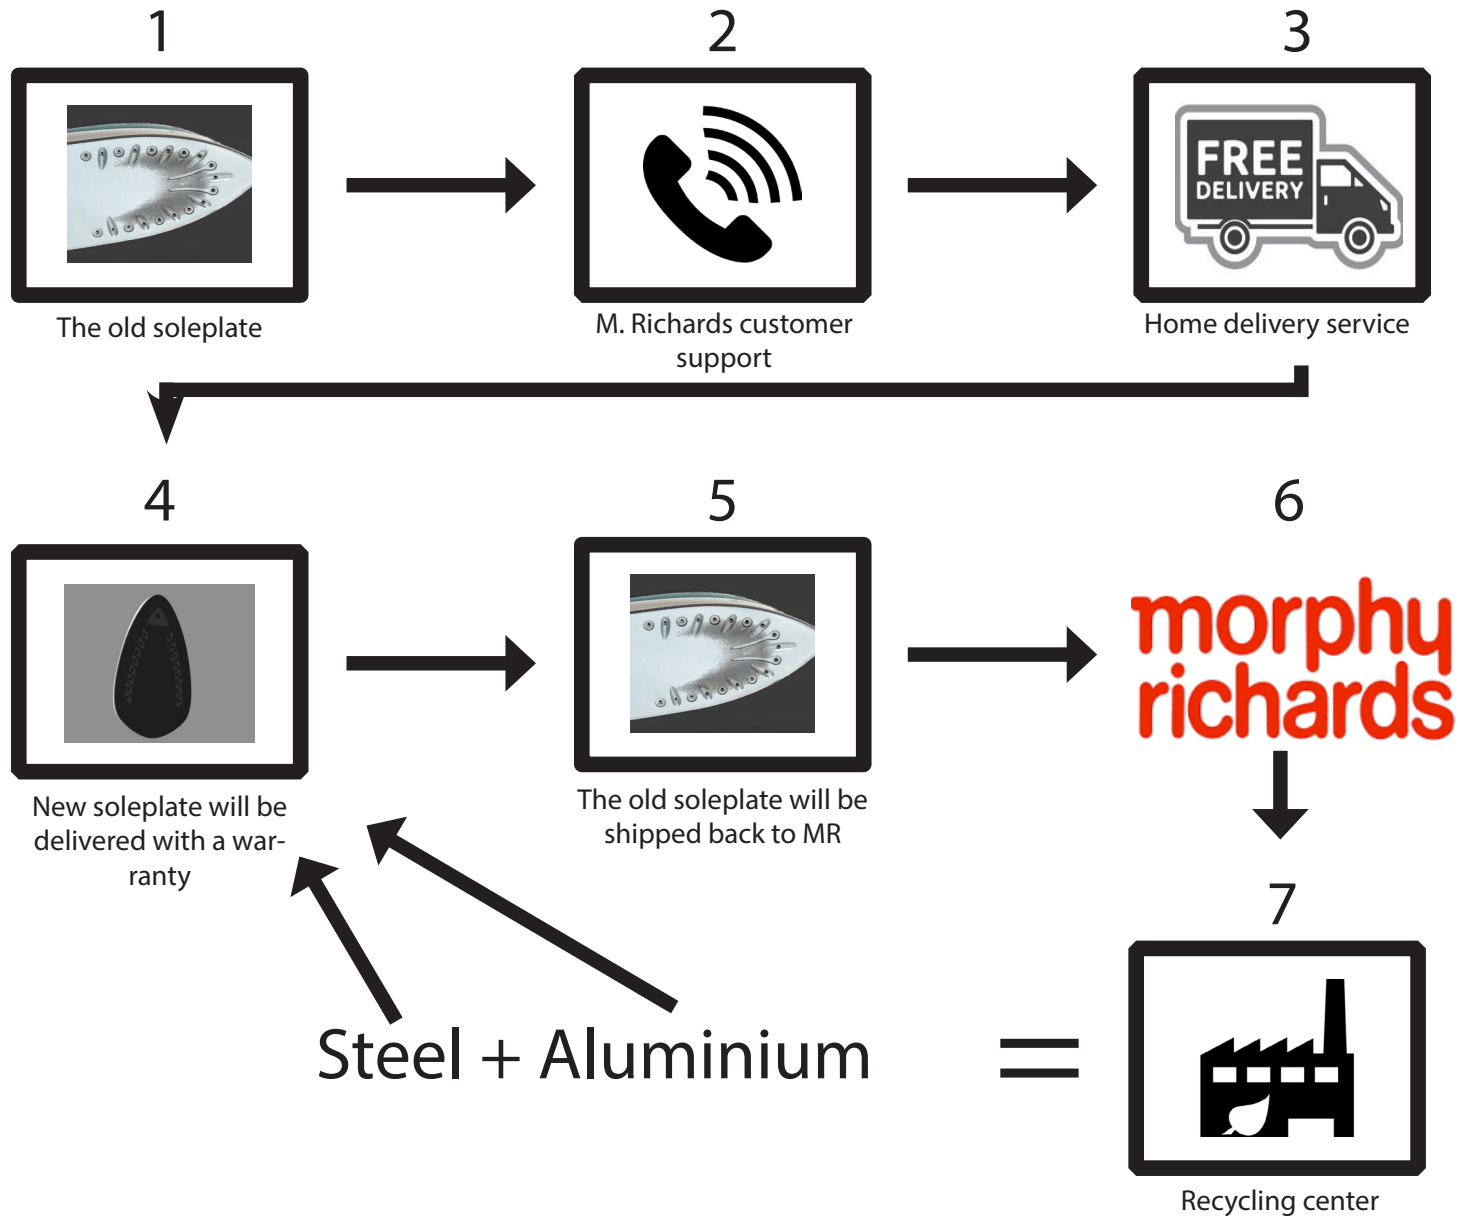 1
2
3
FREE
DELIVERY
The old soleplate
M. Richards customer
support
Home delivery service
4
5
6
morphy
richards
New soleplate will be
delivered with a war-
ranty
The old soleplate will be
shipped back to MR
7
Steel + Aluminium
=
Recycling center